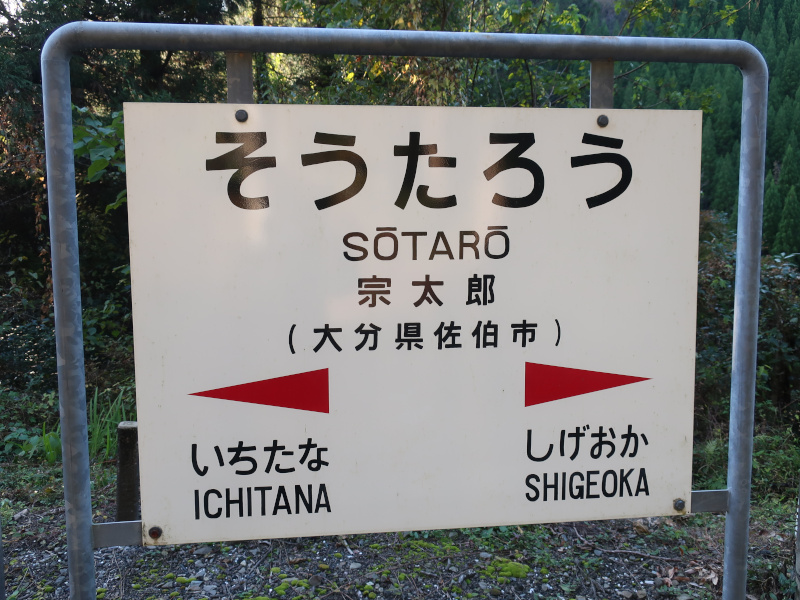 そうたろう
SŌTARŌ
宗太郎
(大分県佐伯市)
いちたな しげおか
ICHITANA SHIGEOKA